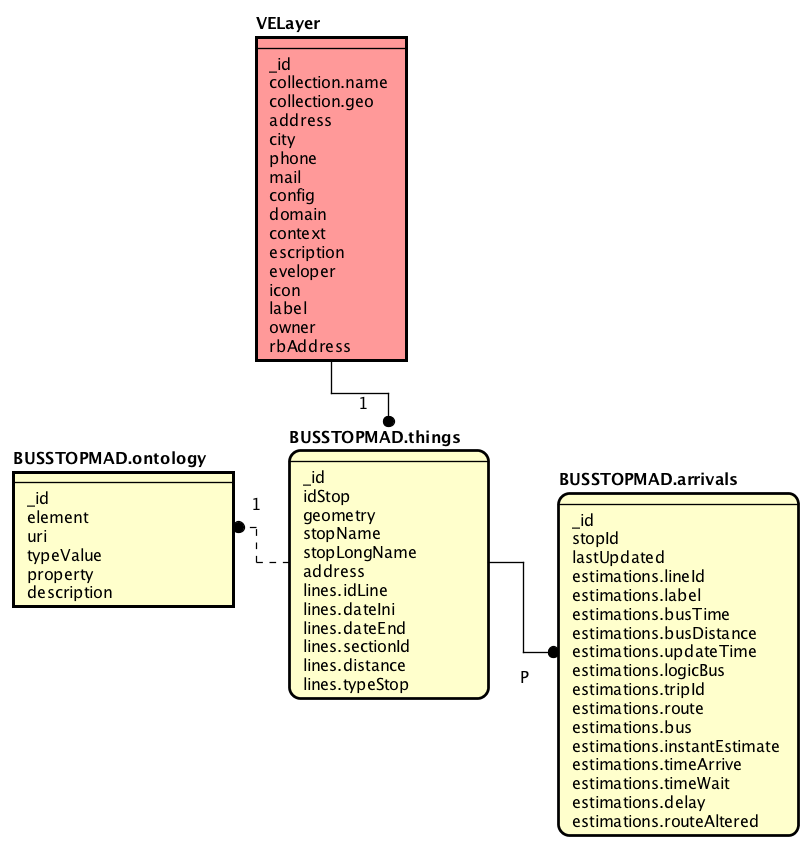 VELayer
_id
collection.name
collection.geo
address
city
phone
mail
config
domain
context
escription
eveloper
icon
label
owner
rbAddress
1
BUSSTOPMAD.things
_id
idStop
geometry
stopName
stopLongName
address
lines.idLine
lines.dateIni
lines.dateEnd
lines.sectionId
lines.distance
lines.typeStop
BUSSTOPMAD.ontology
_id
element
uri
typeValue
property
description
1
BUSSTOPMAD.arrivals
_id
stopId
lastUpdated
estimations.lineId
estimations.label
estimations.busTime
estimations.busDistance
estimations.updateTime
estimations.logicBus
estimations.tripId
estimations.route
estimations.bus
estimations.instantEstimate
estimations.timeArrive
estimations.timeWait
estimations.delay
estimations.routeAltered
P